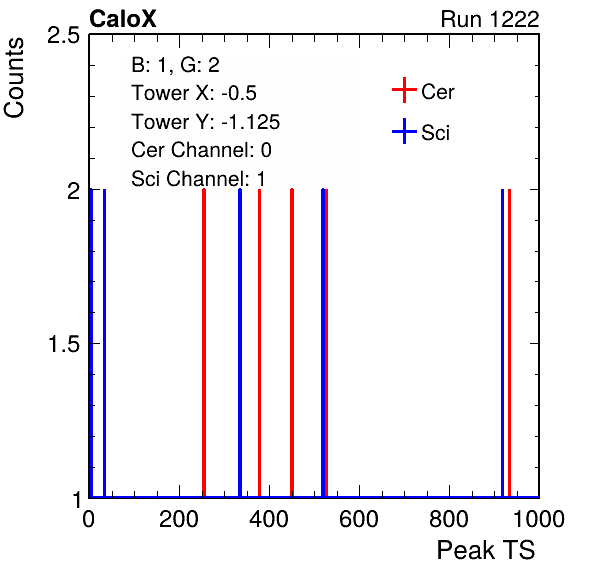 CaloX Run 1222
Counts
2.5
B: 1, G: 2
Tower X: -0.5
Tower Y: -1.125
Cer Channel: 0
Sci Channel: 1
Cer
Sci
2
1.5
1
0 200 400 600 800 1000
Peak TS